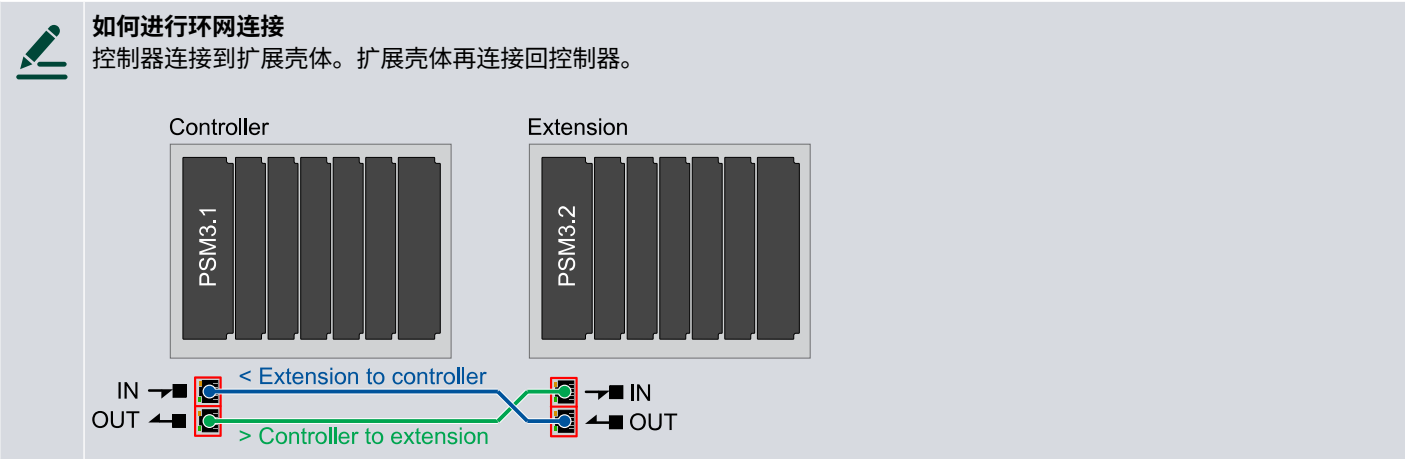 如何进行环网连接
控制器连接到扩展壳体。扩展壳体再连接回控制器。
Controller
Extension
PSM3.1
PSM3.2
< Extension to controller
IN
IN
OUT
OUT
> Controller to extension